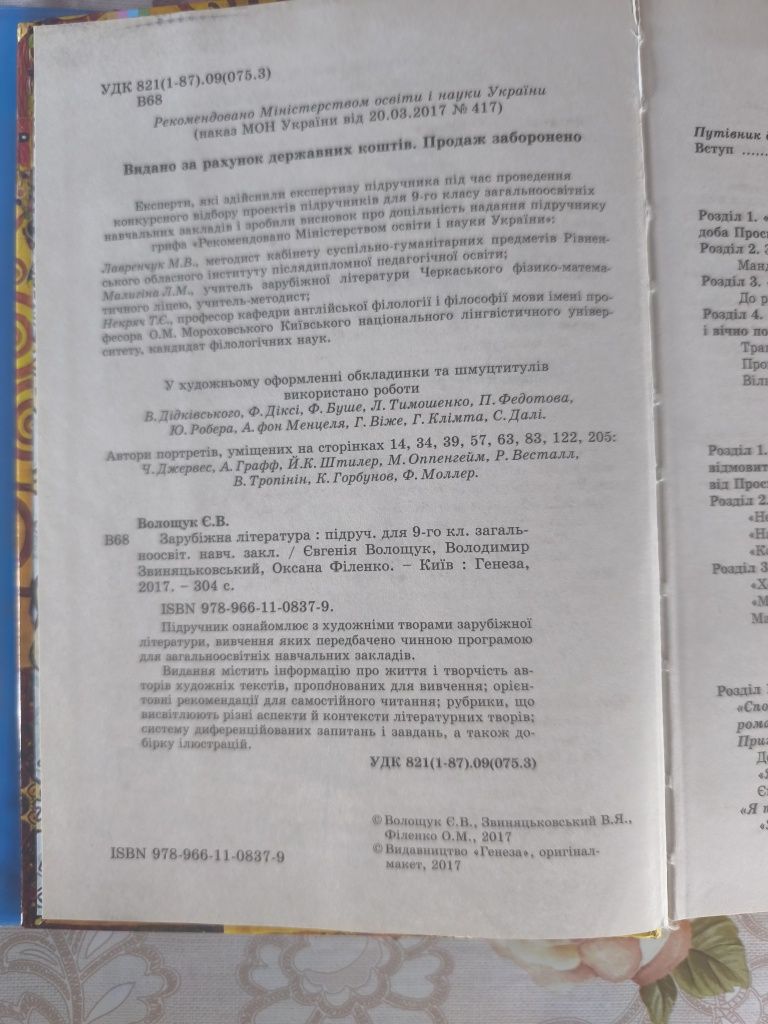 УДК 821(1-87).09(075.3)
В68
Рекомендовано Міністерством освіти і науки України
(наказ МОН України від 20.03.2017 № 417)
Видано за рахунок державних коштів. Продаж заборонено
Експерти, які здійснили експертизу підручника під час проведення
конкурсного відбору проектів підручників для 9-го класу загальноосвітніх
навчальних закладів і зробили висновок про доцільність надання підручнику
грифа «Рекомендовано Міністерством освіти і науки України»:
Лавренчук М.В., методист кабінету суспільно-гуманітарних предметів Рівнен-
ського обласного інституту післядипломної педагогічної освіти;
Малигіна Л.М., учитель зарубіжної літератури Черкаського фізико-матема-
тичного ліцею, учитель-методист;
Некряч Т.Є., професор кафедри англійської філології і філософії мови імені про-
фесора О.М. Мороховського Київського національного лінгвістичного універ-
ситету, кандидат філологічних наук.
У художньому оформленні обкладинки та шмуцтитулів
використано роботи
В. Дідківського, Ф. Діксі, Ф. Буше, Л. Тимошенко, П. Федотова,
Ю. Робера, А. фон Менцеля, Г. Віже, Г. Клімта, С. Далі.
Автори портретів, уміщених на сторінках 14, 34, 39, 57, 63, 83, 122, 205:
Ч. Джервес, А. Графф, Й.К. Штилер, М. Оппенгейм, Р. Весталл,
В. Тропінін, К. Горбунов, Ф. Моллер.
Волощук Є.В.
В68 Зарубіжна література : підруч. для 9-го кл. загаль-
ноосвіт. навч. закл. / Євгенія Волощук, Володимир
Звиняцьковський, Оксана Філенко. – Київ : Генеза,
2017. – 304 с.
ISBN 978-966-11-0837-9.
Підручник ознайомлює з художніми творами зарубіжної
літератури, вивчення яких передбачено чинною програмою
для загальноосвітніх навчальних закладів.
Видання містить інформацію про життя і творчість ав-
торів художніх текстів, пропонованих для вивчення; орієн-
товні рекомендації для самостійного читання; рубрики, що
висвітлюють різні аспекти й контексти літературних творів;
систему диференційованих запитань і завдань, а також до-
бірку ілюстрацій.
УДК 821(1-87).09(075.3)
© Волощук Є.В., Звиняцьковський В.Я.,
Філенко О.М., 2017
© Видавництво «Генеза», оригінал-
макет, 2017
ISBN 978-966-11-0837-9
Путівник
Вступ ......
Розділ 1.
доба
Розділ 2.
Розділ 3.
До
Розділ 4.
і вічно
Розділ 1.
від
Розділ 2.
Розділ 3
Розділ